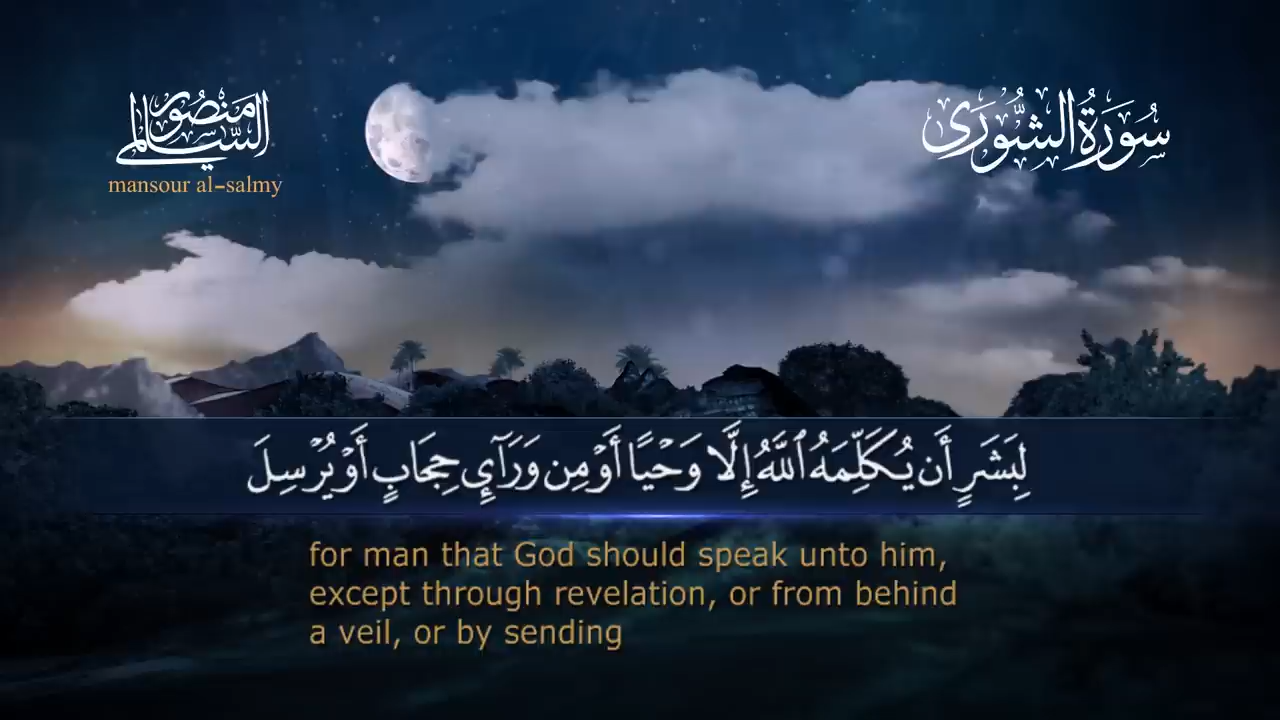 منصور
السالمي
mansour al-salmy
سُورَةُ الشُّورَىٰ
لِبَشَرٍ أَن يُكَلِّمَهُ ٱللَّهُ إِلَّا وَحْيًا أَوْ مِن وَرَآئِ حِجَابٍ أَوْ يُرْسِلَ
for man that God should speak unto him,
except through revelation, or from behind
a veil, or by sending